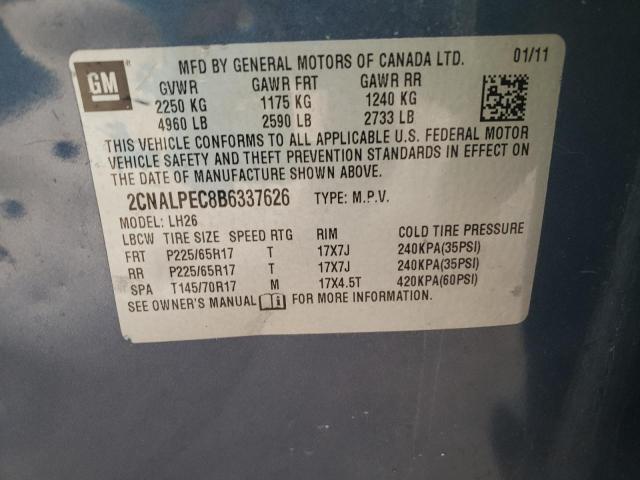 GM
MFD BY GENERAL MOTORS OF CANADA LTD. 01/11
GVWR GAWR FRT GAWR RR
2250 KG 1175 KG 1240 KG
4960 LB 2590 LB 2733 LB
THIS VEHICLE CONFORMS TO ALL APPLICABLE U.S. FEDERAL MOTOR
VEHICLE SAFETY AND THEFT PREVENTION STANDARDS IN EFFECT ON
THE DATE OF MANUFACTURE SHOWN ABOVE.
2CNALPEC8B6337626 TYPE: M.P.V.
MODEL: LH26
LBCW TIRE SIZE SPEED RTG RIM COLD TIRE PRESSURE
FRT P225/65R17 T 17X7J 240KPA(35PSI)
RR P225/65R17 T 17X7J 240KPA(35PSI)
SPA T145/70R17 M 17X4.5T 420KPA(60PSI)
SEE OWNER'S MANUAL FOR MORE INFORMATION.